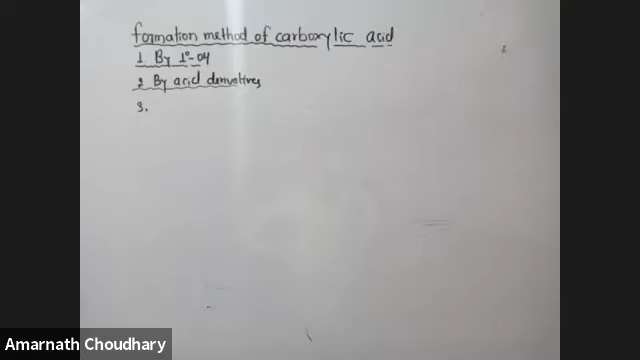 formation method of carboxylic acid
1 By 1°-OH
2 By acid derivatives
3.
Amarnath Choudhary